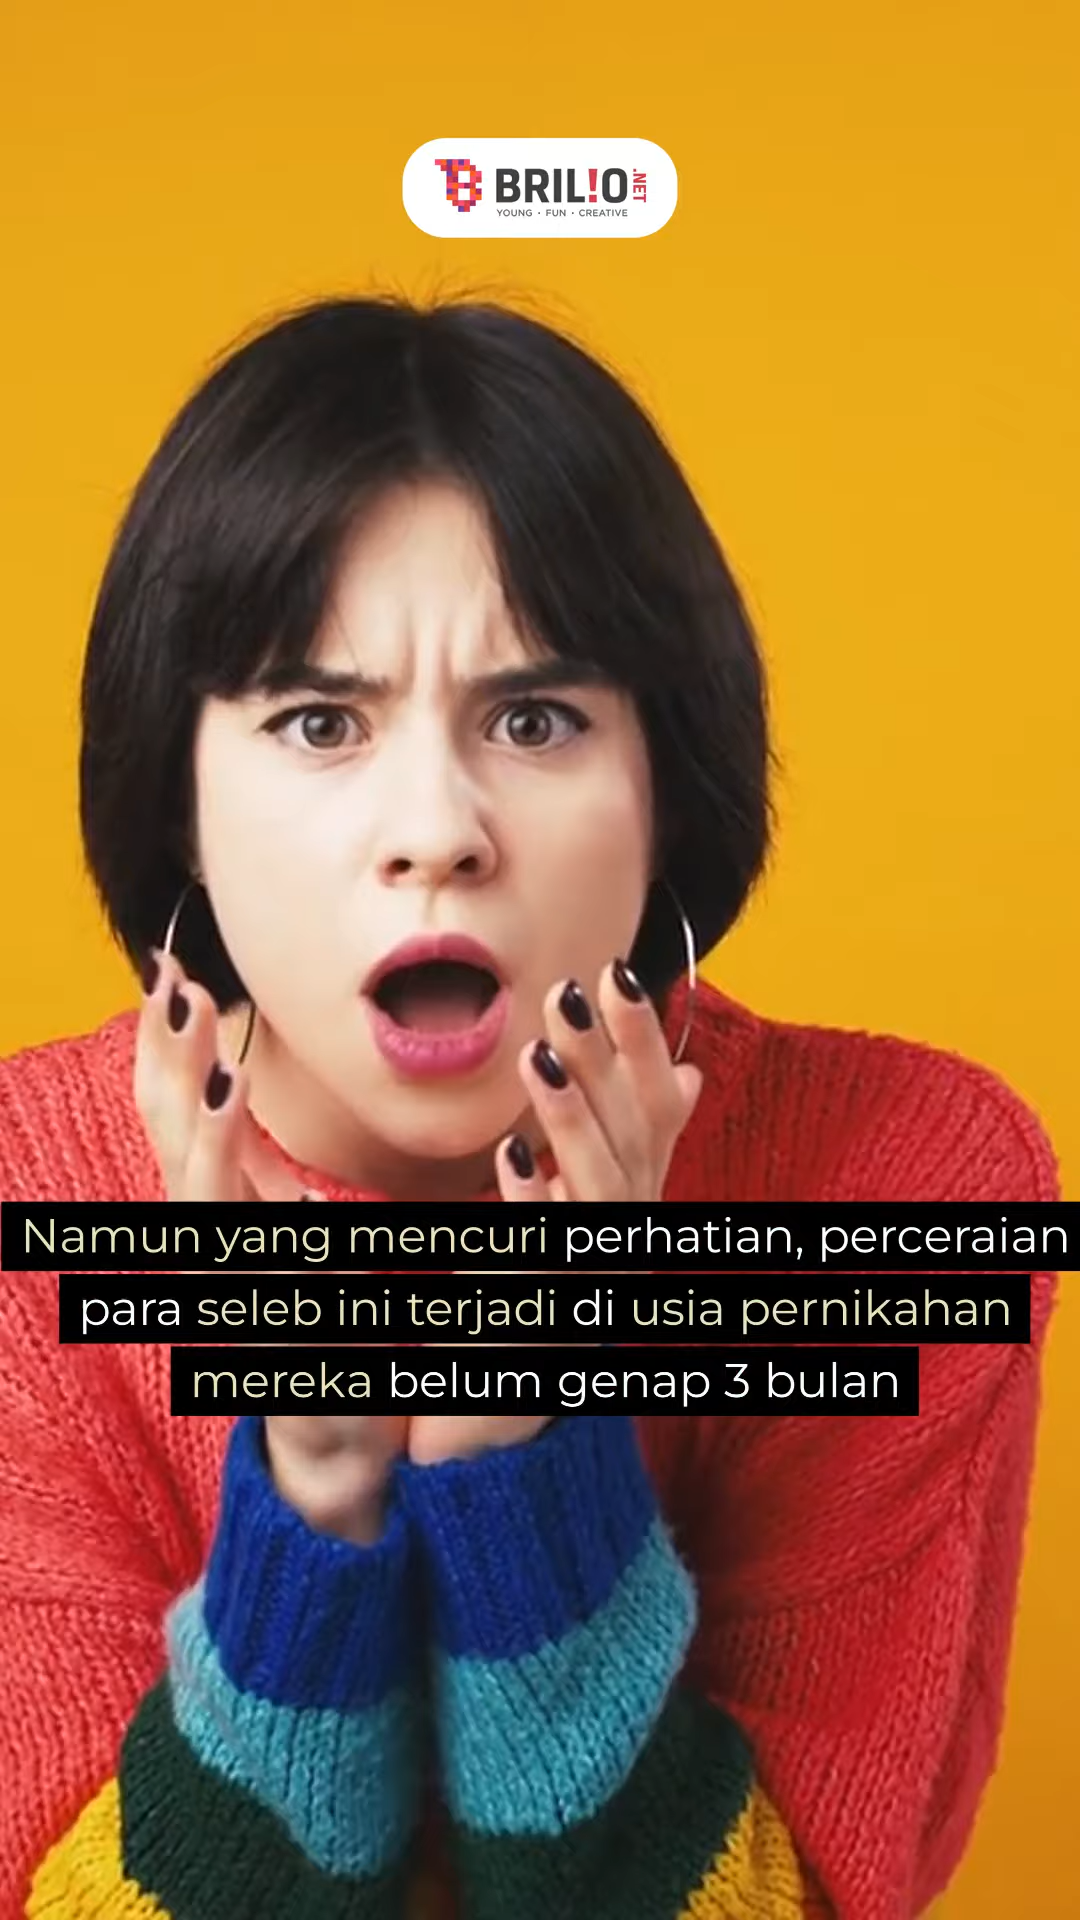 BRIL!O.NET
YOUNG · FUN · CREATIVE
Namun yang mencuri perhatian, perceraian
para seleb ini terjadi di usia pernikahan
mereka belum genap 3 bulan